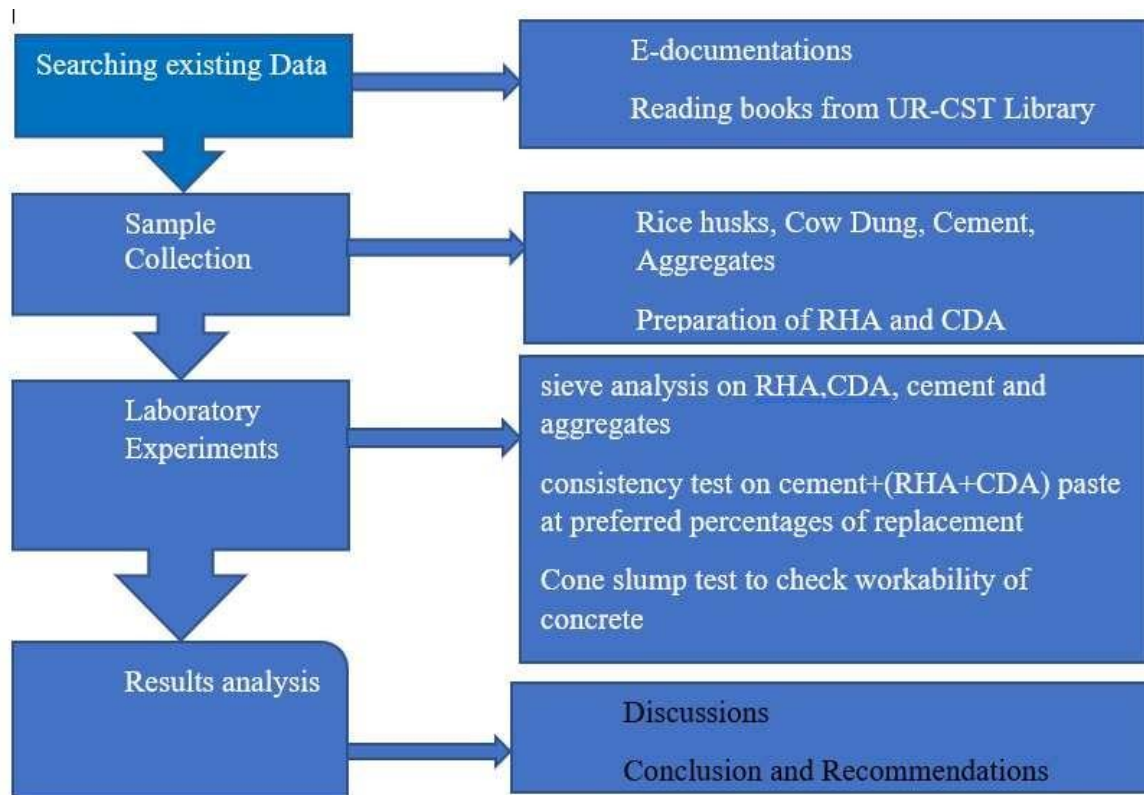 Searching existing Data
E-documentations
Reading books from UR-CST Library
Sample
Collection
Rice husks, Cow Dung, Cement,
Aggregates
Preparation of RHA and CDA
Laboratory
Experiments
sieve analysis on RHA,CDA, cement and
aggregates
consistency test on cement+(RHA+CDA) paste
at preferred percentages of replacement
Cone slump test to check workability of
concrete
Results analysis
Discussions
Conclusion and Recommendations